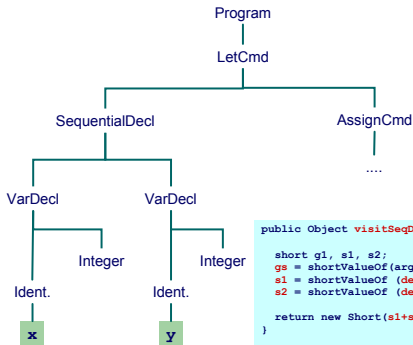 Program
LetCmd
SequentialDecl
AssignCmd
....
VarDecl
VarDecl
Integer
Integer
Ident.
Ident.
x
y
public Object visitSeqD
short g1, s1, s2;
gs = shortValueOf(arg
s1 = shortValueOf (de
s2 = shortValueOf (de
return new Short(s1+s
}